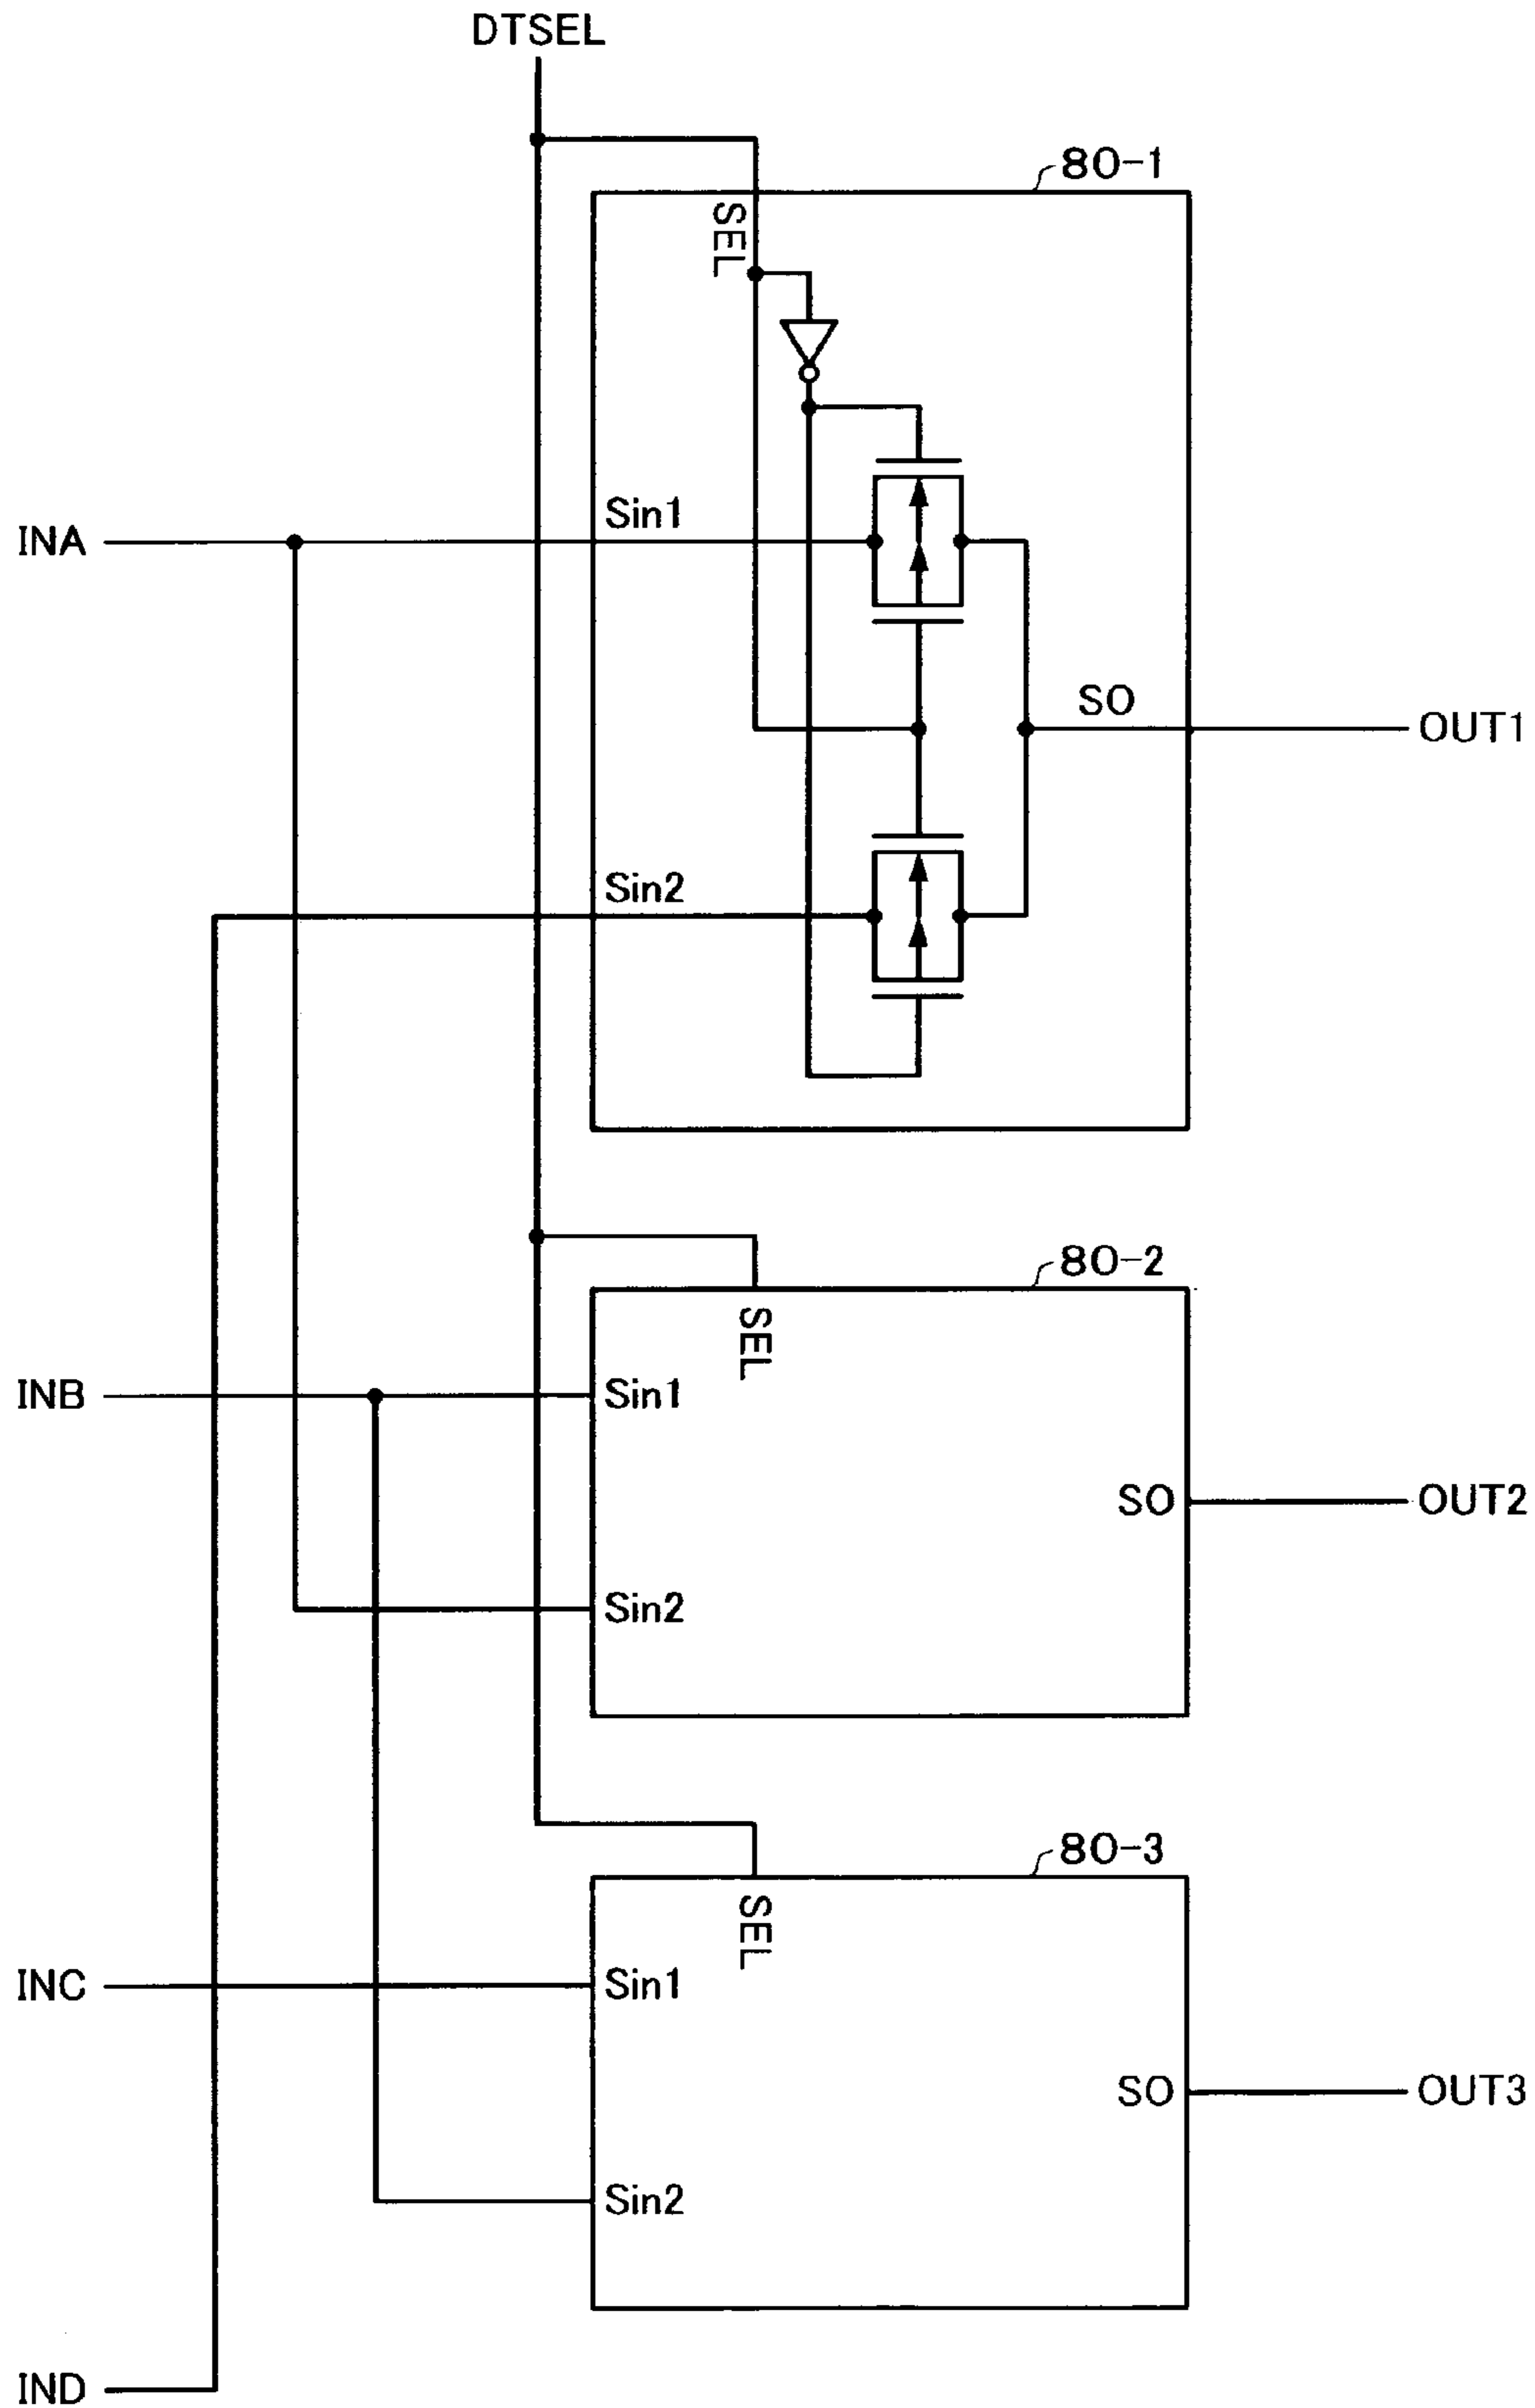 DTSEL
80-1
SEL
INA
Sin1
SO
OUT1
Sin2
80-2
SEL
INB
Sin1
SO
OUT2
Sin2
80-3
SEL
INC
Sin1
SO
OUT3
Sin2
IND